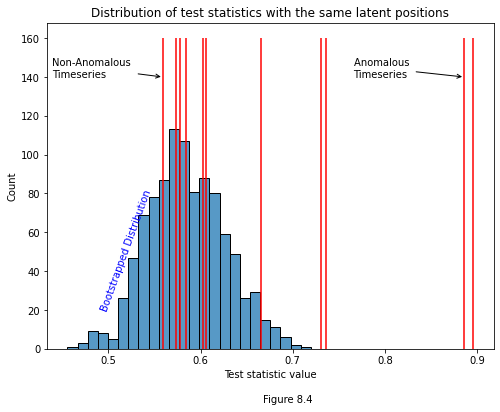 Distribution of test statistics with the same latent positions
160
140
120
100
80
60
40
20
0
Count
Non-Anomalous
Timeseries
Anomalous
Timeseries
Bootstrapped Distribution
0.5 0.6 0.7 0.8 0.9
Test statistic value
Figure 8.4